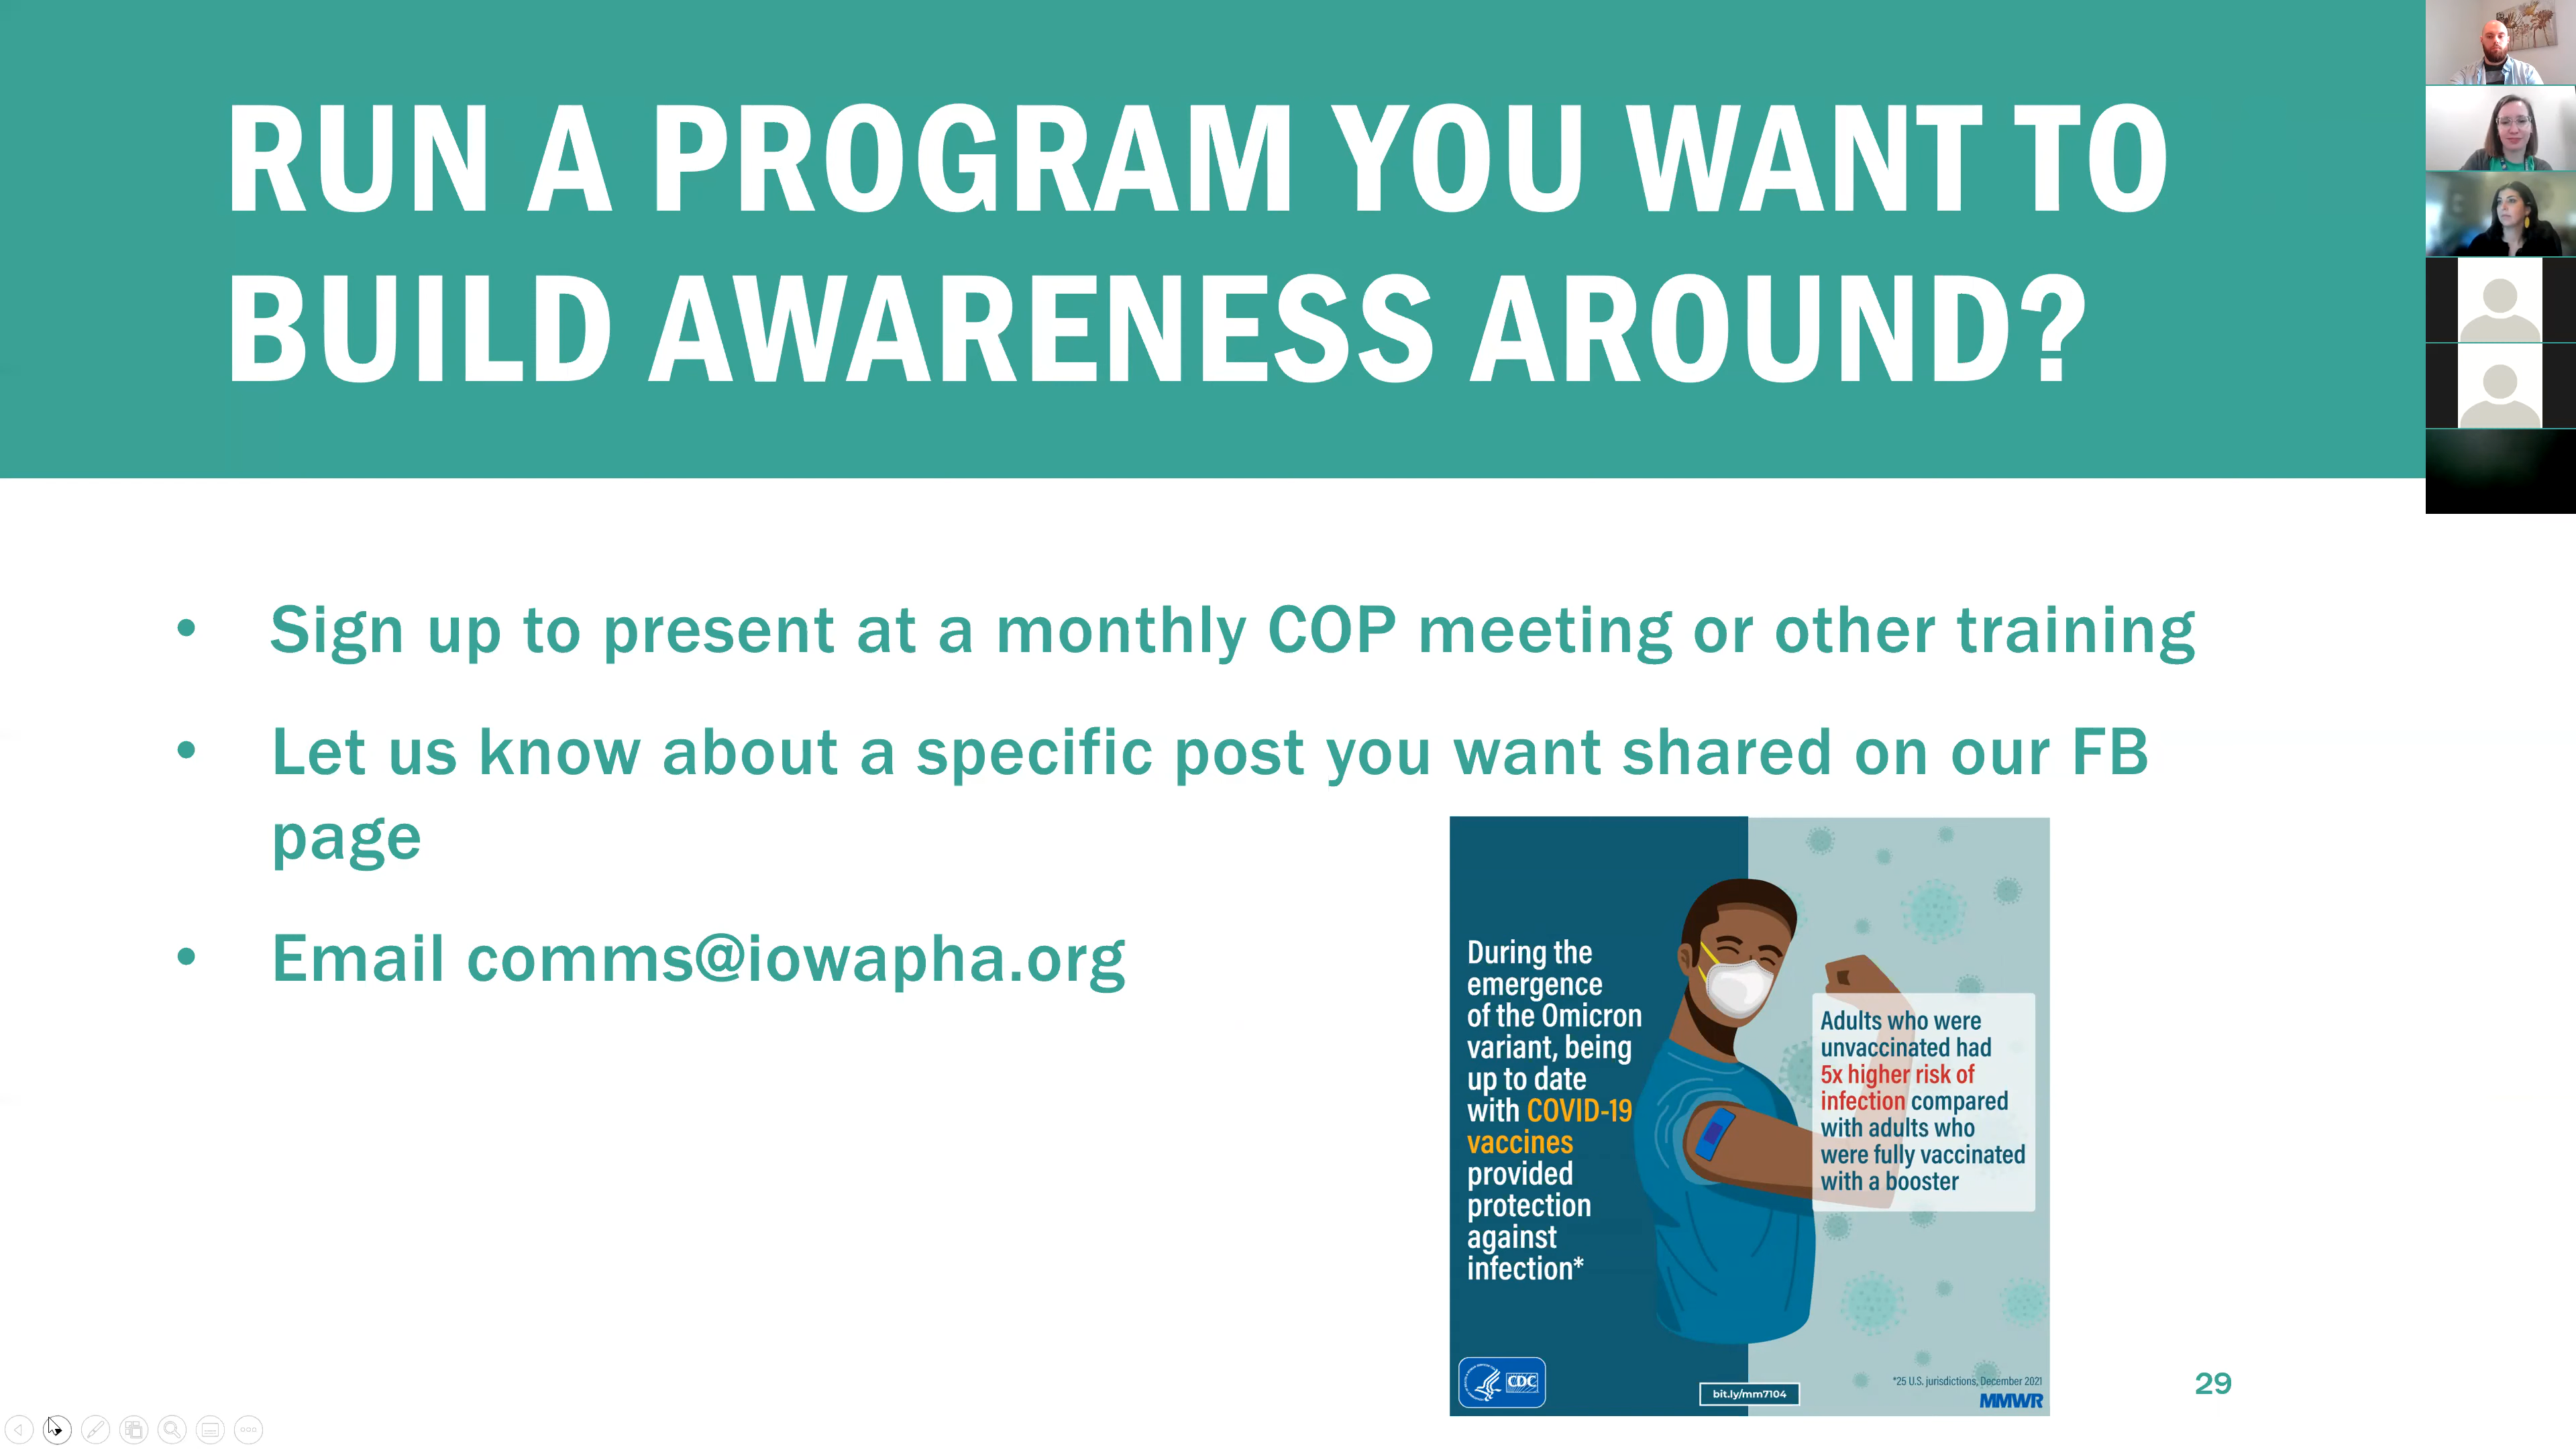 RUN A PROGRAM YOU WANT TO
BUILD AWARENESS AROUND?
• Sign up to present at a monthly COP meeting or other training
• Let us know about a specific post you want shared on our FB
page
• Email comms@iowapha.org
During the
emergence
of the Omicron
variant, being
up to date
with COVID-19
vaccines
provided
protection
against
infection*
Adults who were
unvaccinated had
5x higher risk of
infection compared
with adults who
were fully vaccinated
with a booster
CDC
bit.ly/mm7104
*25 U.S. jurisdictions, December 2021
MMWR
29